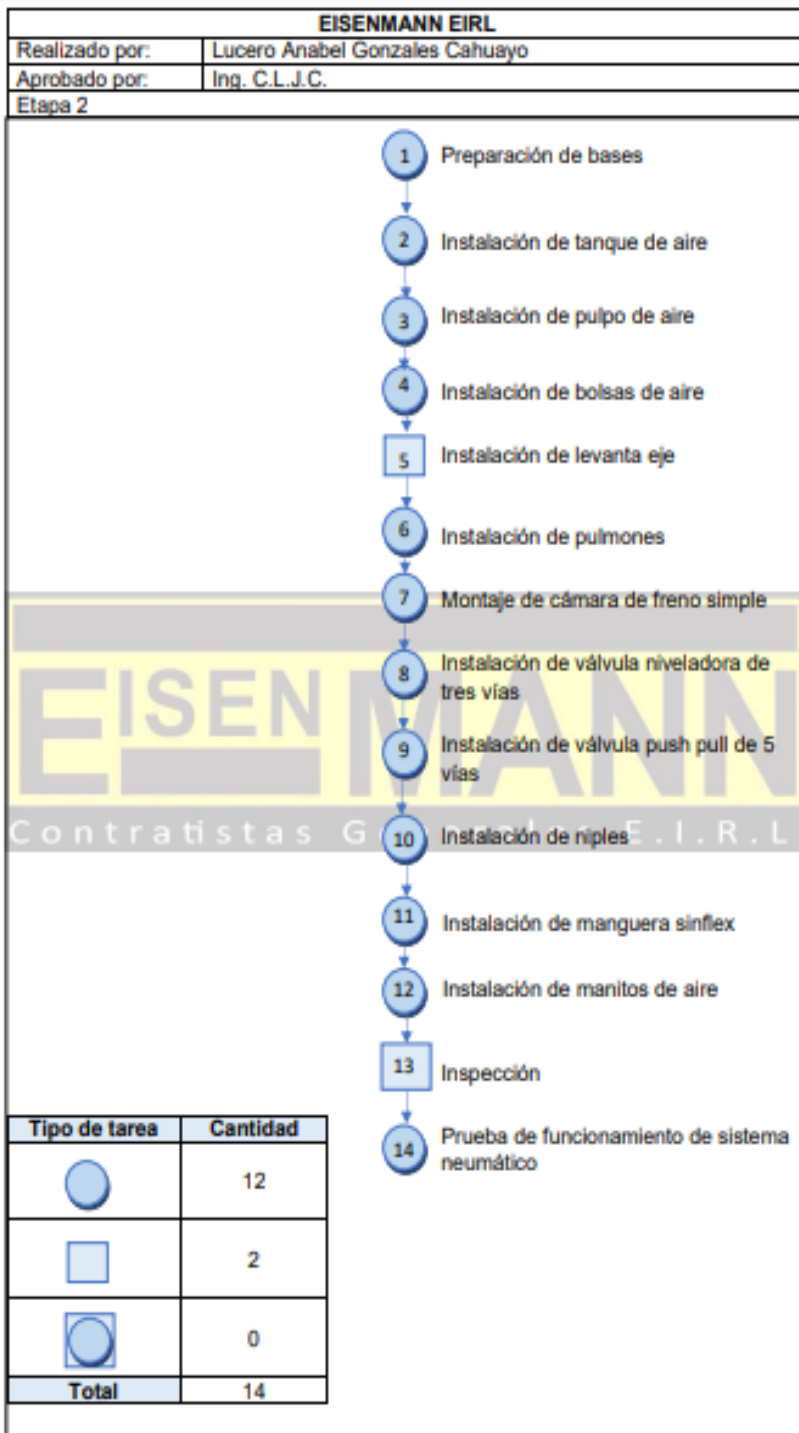 EISENMANN EIRL
Realizado por: Lucero Anabel Gonzales Cahuayo
Aprobado por: Ing. C.L.J.C.
Etapa 2
1 Preparación de bases
2 Instalación de tanque de aire
3 Instalación de pulpo de aire
4 Instalación de bolsas de aire
5 Instalación de levanta eje
6 Instalación de pulmones
7 Montaje de cámara de freno simple
8 Instalación de válvula niveladora de
tres vías
9 Instalación de válvula push pull de 5
vías
EISENMANN
Contratistas G E.I.R.L
10 Instalación de niples
11 Instalación de manguera sinflex
12 Instalación de manitos de aire
13 Inspección
14 Prueba de funcionamiento de sistema
neumático
Tipo de tarea Cantidad
12
2
0
Total 14